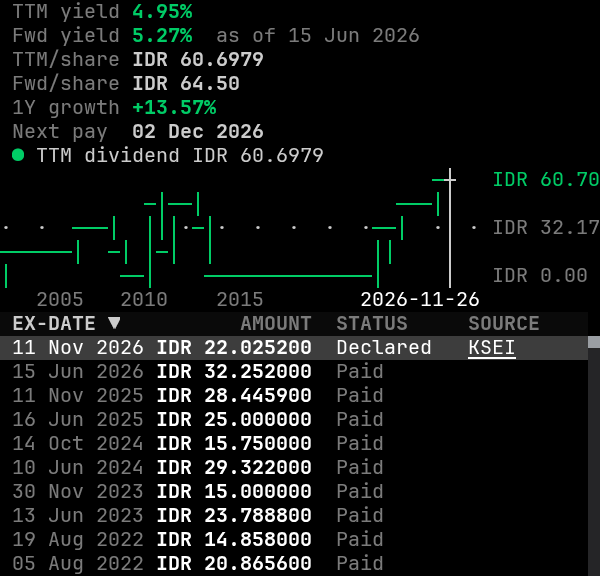 TTM yield 4.95%
Fwd yield 5.27% as of 15 Jun 2026
TTM/share IDR 60.6979
Fwd/share IDR 64.50
1Y growth +13.57%
Next pay 02 Dec 2026
TTM dividend IDR 60.6979
IDR 60.70
IDR 32.17
IDR 0.00
2005 2010 2015 2026-11-26
EX-DATE ▼ AMOUNT STATUS SOURCE
11 Nov 2026 IDR 22.025200 Declared KSEI
15 Jun 2026 IDR 32.252000 Paid
11 Nov 2025 IDR 28.445900 Paid
16 Jun 2025 IDR 25.000000 Paid
14 Oct 2024 IDR 15.750000 Paid
10 Jun 2024 IDR 29.322000 Paid
30 Nov 2023 IDR 15.000000 Paid
13 Jun 2023 IDR 23.788800 Paid
19 Aug 2022 IDR 14.858000 Paid
05 Aug 2022 IDR 20.865600 Paid